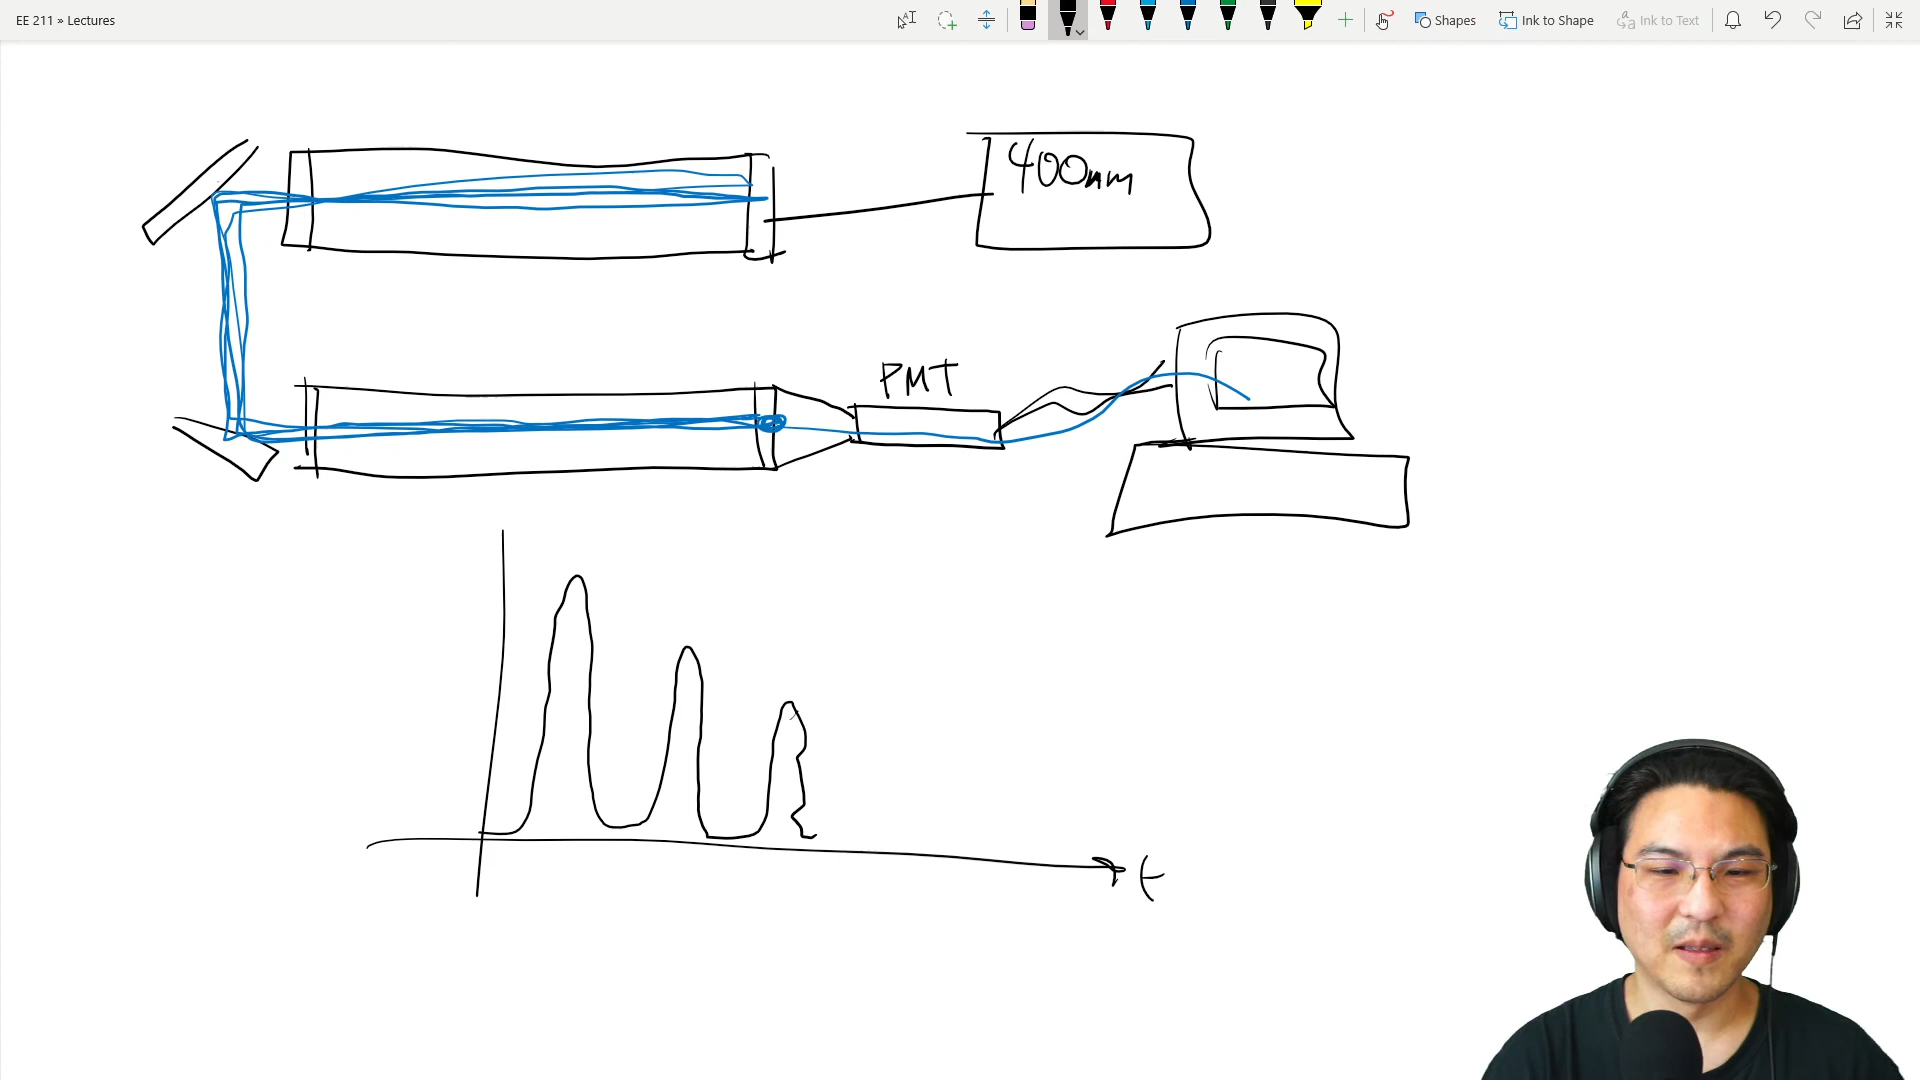 EE 211 » Lectures
Shapes
Ink to Shape
Ink to Text
400nm
PMT
t